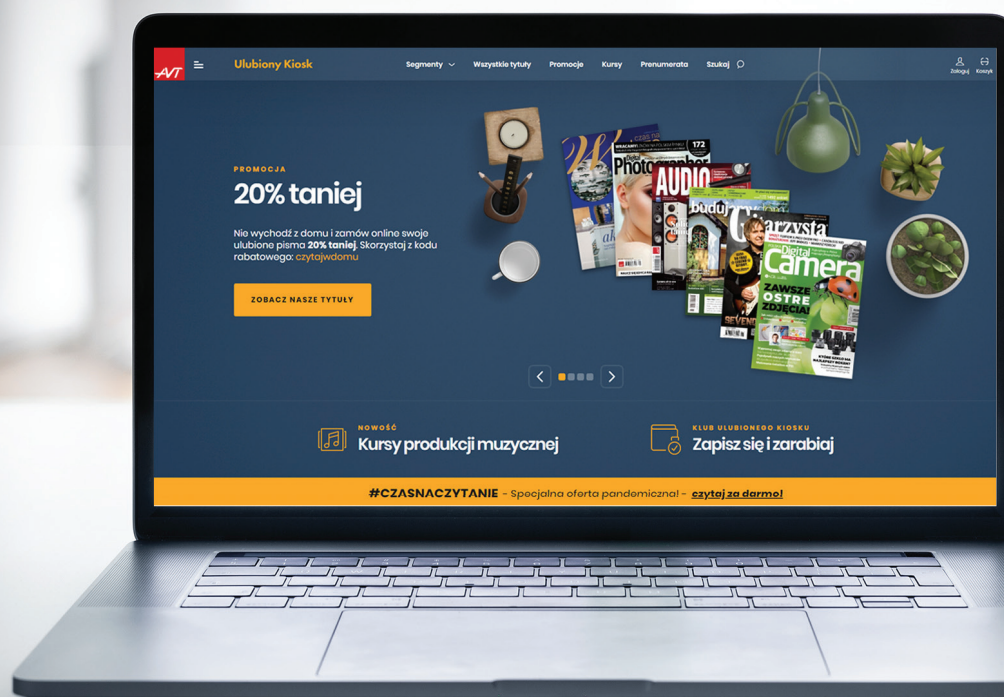 AVT
Ulubiony Kiosk
Segmenty
Wszystkie tytuły
Promocje
Kursy
Prenumerata
Szukaj
Zaloguj
Koszyk
PROMOCJA
20% taniej
Nie wychodź z domu i zamów online swoje
ulubione pisma 20% taniej. Skorzystaj z kodu
rabatowego: czytajwdomu
ZOBACZ NASZE TYTUŁY
Digital
Photographer
172
AUDIO
budujemy
Gitarzysta
Digital
Camera
ZAWSZE
OSTRE
ZDJĘCIA!
NOWOŚĆ
Kursy produkcji muzycznej
KLUB ULUBIONEGO KIOSKU
Zapisz się i zarabiaj
#CZASNACZYTANIE - Specjalna oferta pandemiczna! - czytaj za darmo!